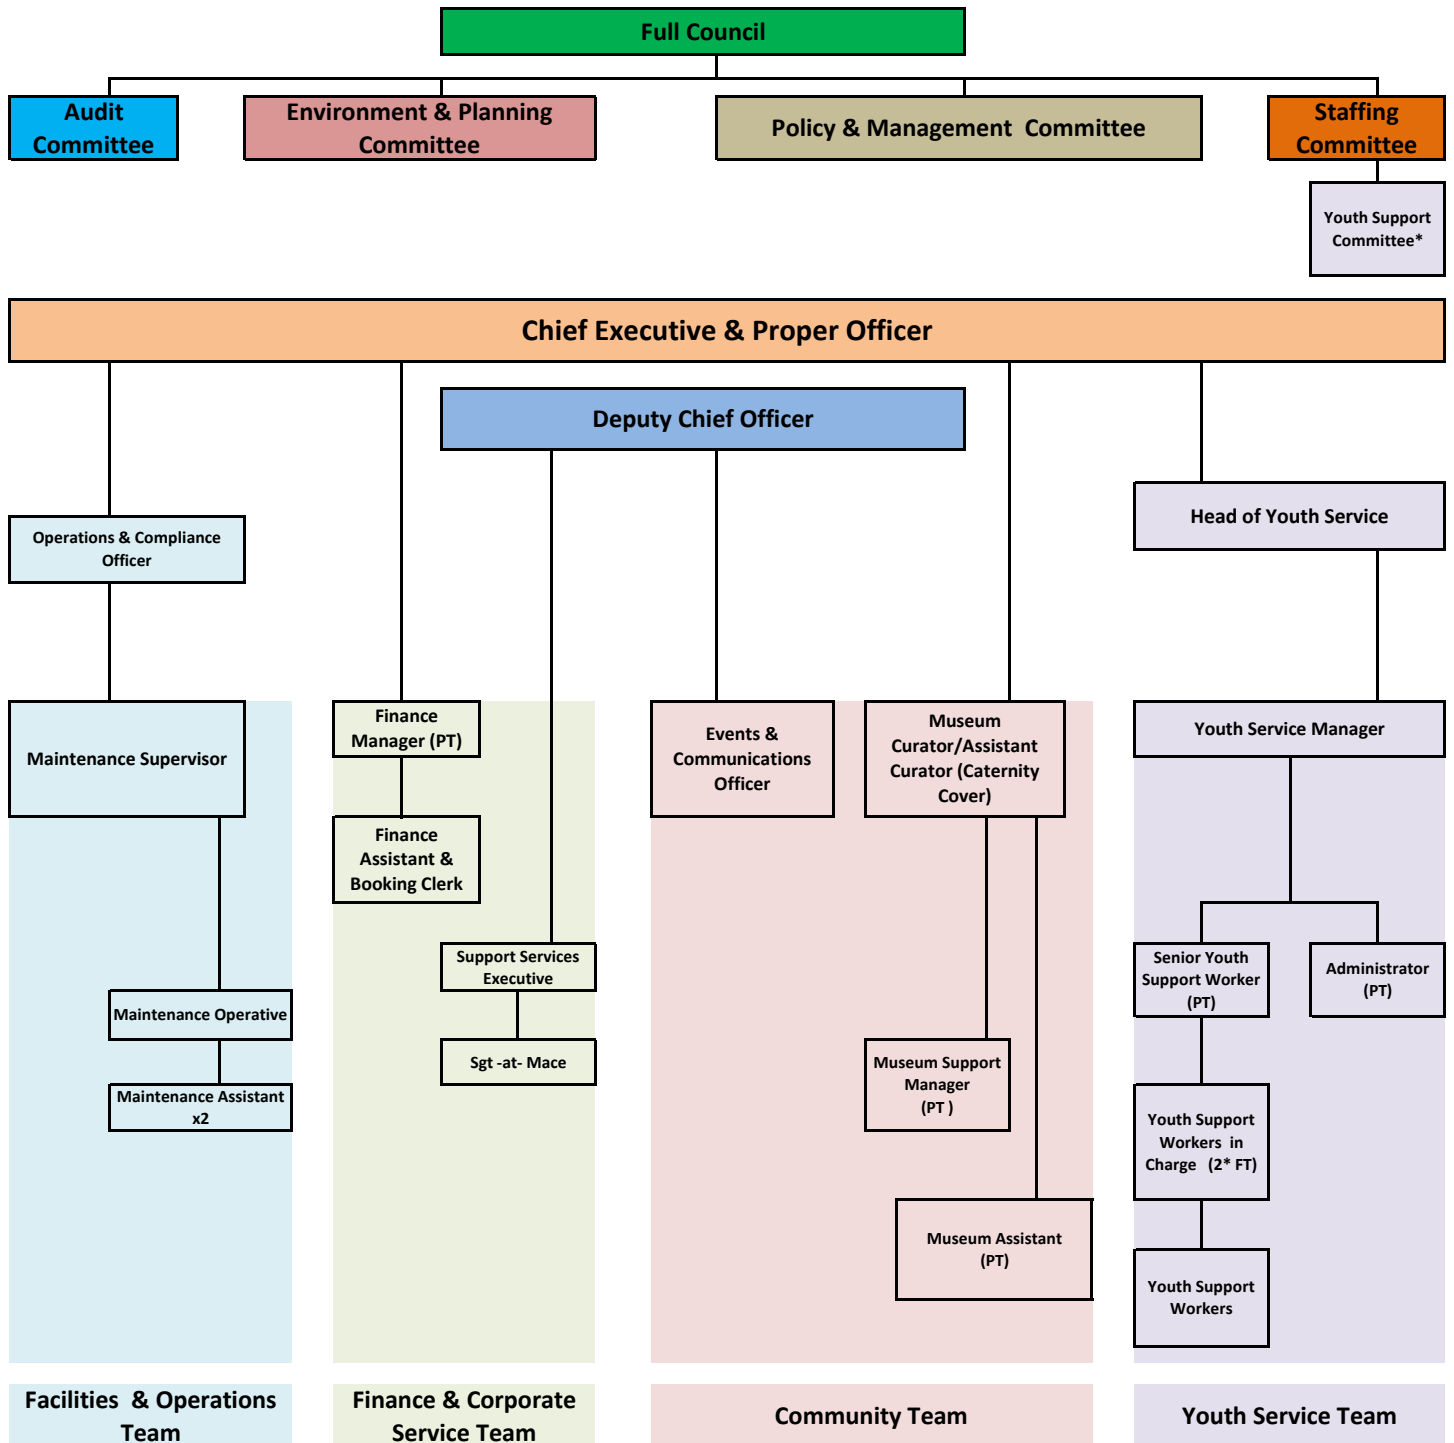 Full Council
Audit
Committee
Environment & Planning
Committee
Policy & Management Committee
Staffing
Committee
Youth Support
Committee*
Chief Executive & Proper Officer
Deputy Chief Officer
Operations & Compliance
Officer
Head of Youth Service
Maintenance Supervisor
Finance
Manager (PT)
Events &
Communications
Officer
Museum
Curator/Assistant
Curator (Caternity
Cover)
Youth Service Manager
Finance
Assistant &
Booking Clerk
Support Services
Executive
Senior Youth
Support Worker
(PT)
Administrator
(PT)
Maintenance Operative
Sgt -at- Mace
Museum Support
Manager
(PT )
Maintenance Assistant
x2
Youth Support
Workers in
Charge (2* FT)
Museum Assistant
(PT)
Youth Support
Workers
Facilities & Operations
Team
Finance & Corporate
Service Team
Community Team
Youth Service Team